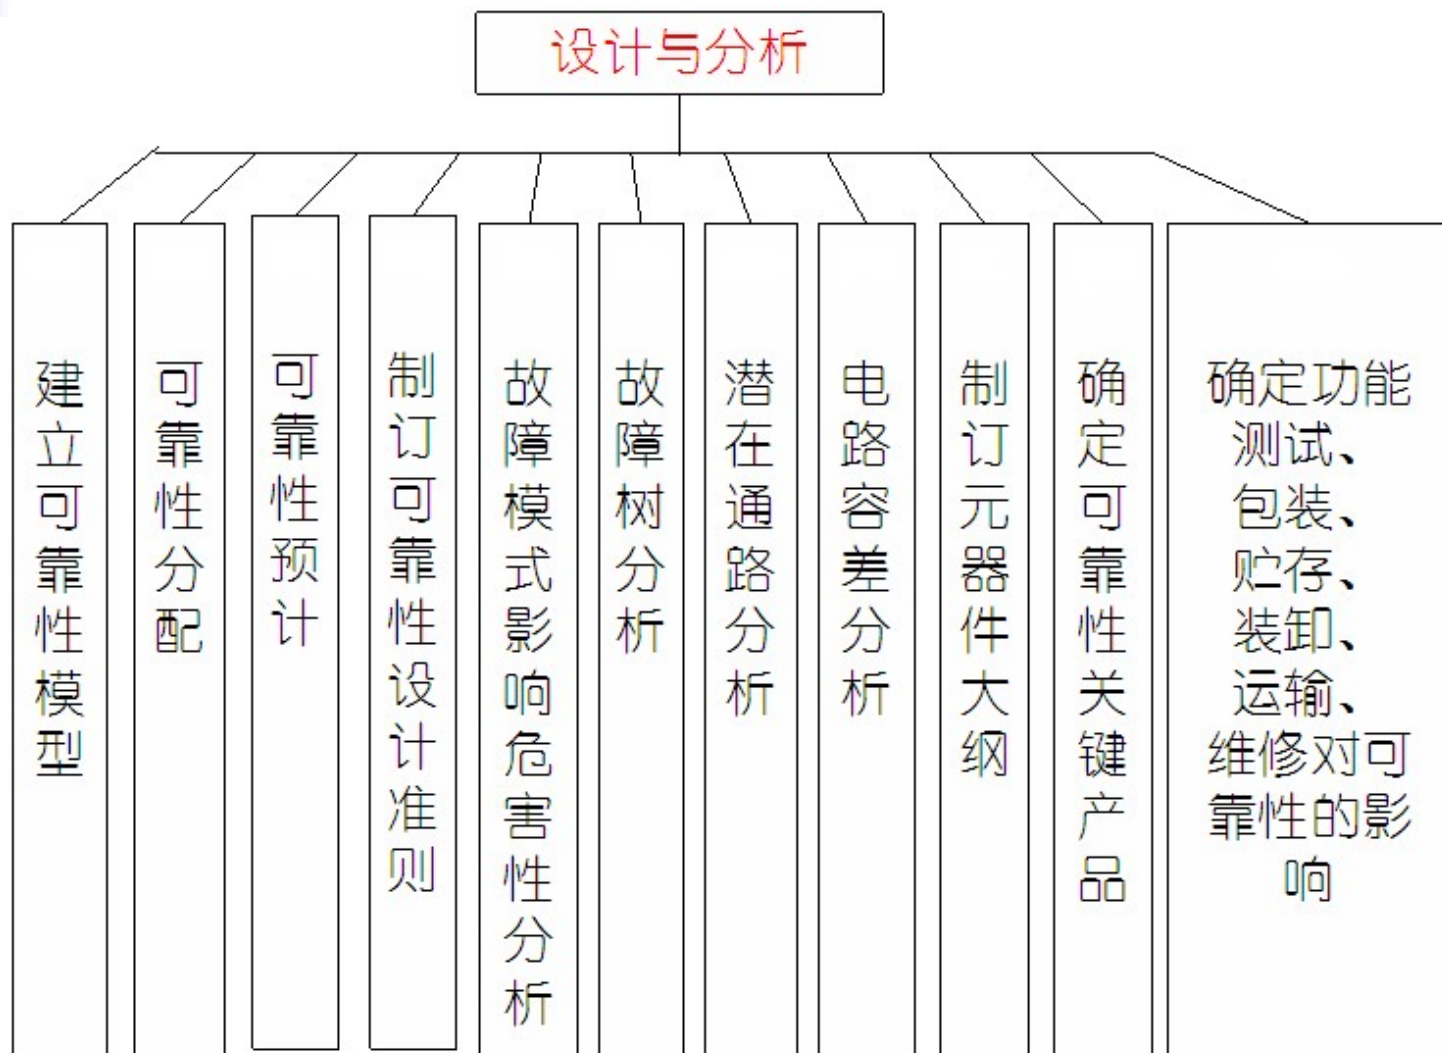 设计与分析
建立可靠性模型
可靠性分配
可靠性预计
制订可靠性设计准则
故障模式影响危害性分析
故障树分析
潜在通路分析
电路容差分析
制订元器件大纲
确定可靠性关键产品
确定功能
测试、
包装、
贮存、
装卸、
运输、
维修对可
靠性的影
响